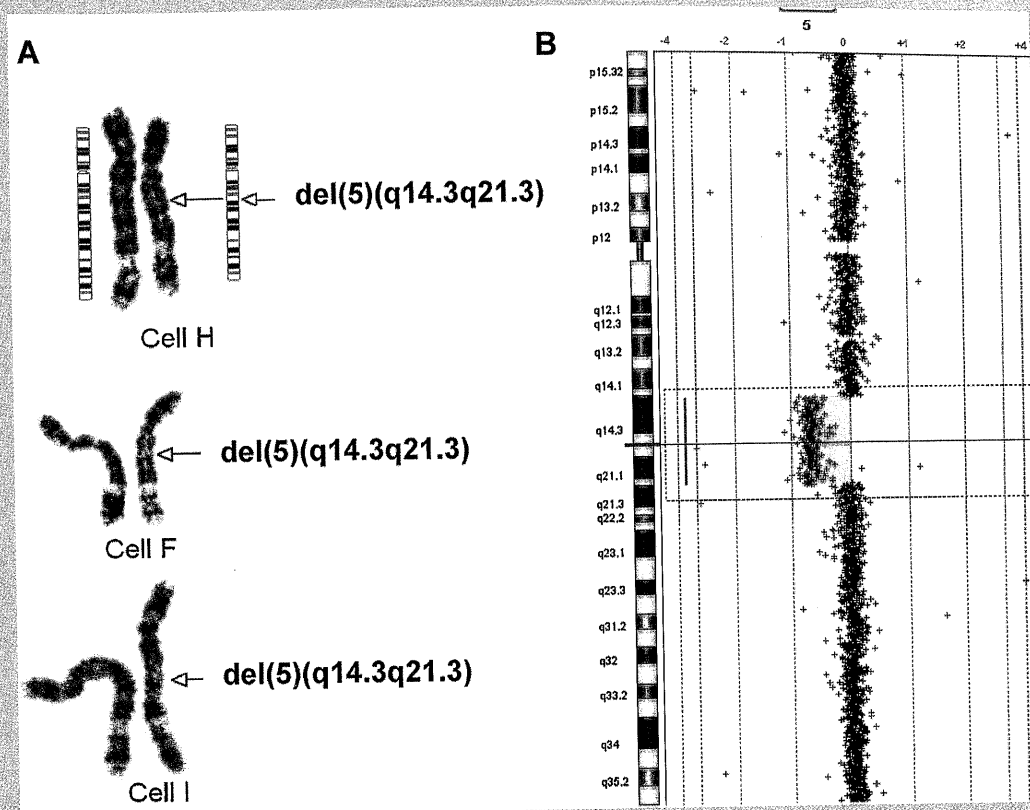 A
del(5)(q14.3q21.3)
Cell H
del(5)(q14.3q21.3)
Cell F
del(5)(q14.3q21.3)
Cell I
B
5
-4 -2 -1 0 +1 +2 +4
p15.32
p15.2
p14.3
p14.1
p13.2
p12
q12.1
q12.3
q13.2
q14.1
q14.3
q21.1
q21.3
q22.2
q23.1
q23.3
q31.2
q32
q33.2
q34
q35.2